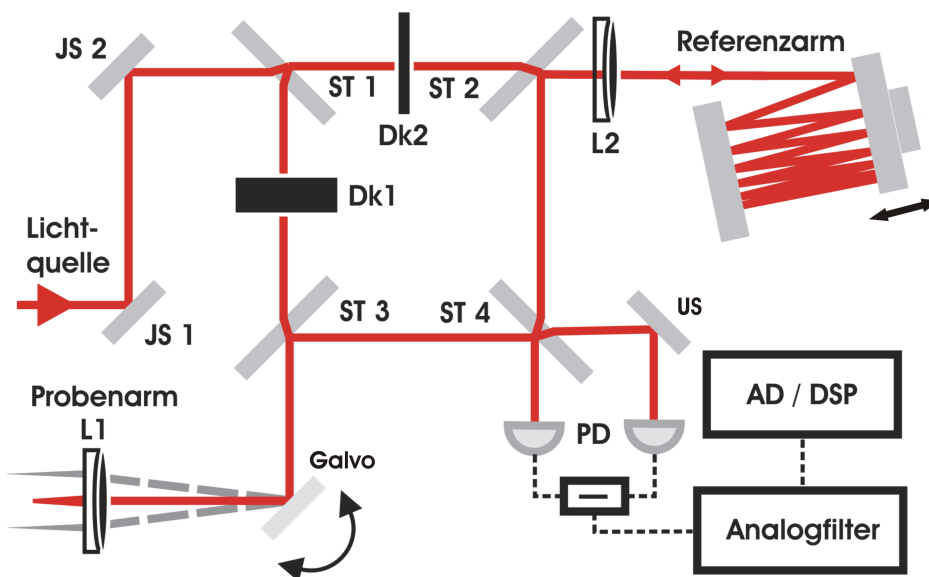 JS 2
ST 1
ST 2
Dk2
L2
Referenzarm
Dk1
Licht-
quelle
JS 1
ST 3
ST 4
US
Probenarm
L1
Galvo
PD
AD / DSP
Analogfilter